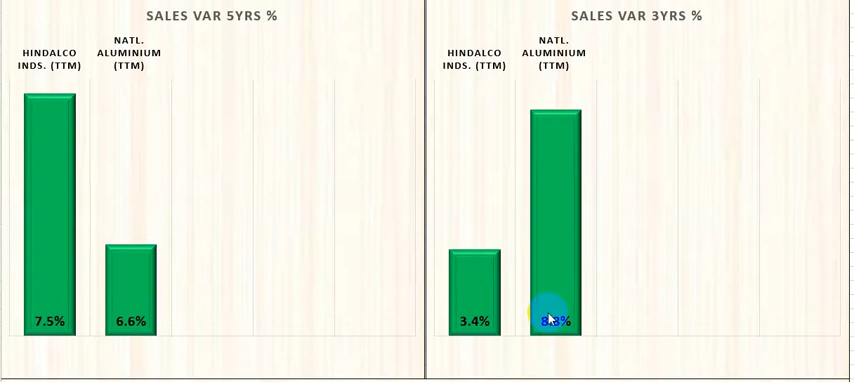 SALES VAR 5YRS %
HINDALCO
INDS. (TTM)
NATL.
ALUMINIUM
(TTM)
7.5%
6.6%
SALES VAR 3YRS %
HINDALCO
INDS. (TTM)
NATL.
ALUMINIUM
(TTM)
3.4%